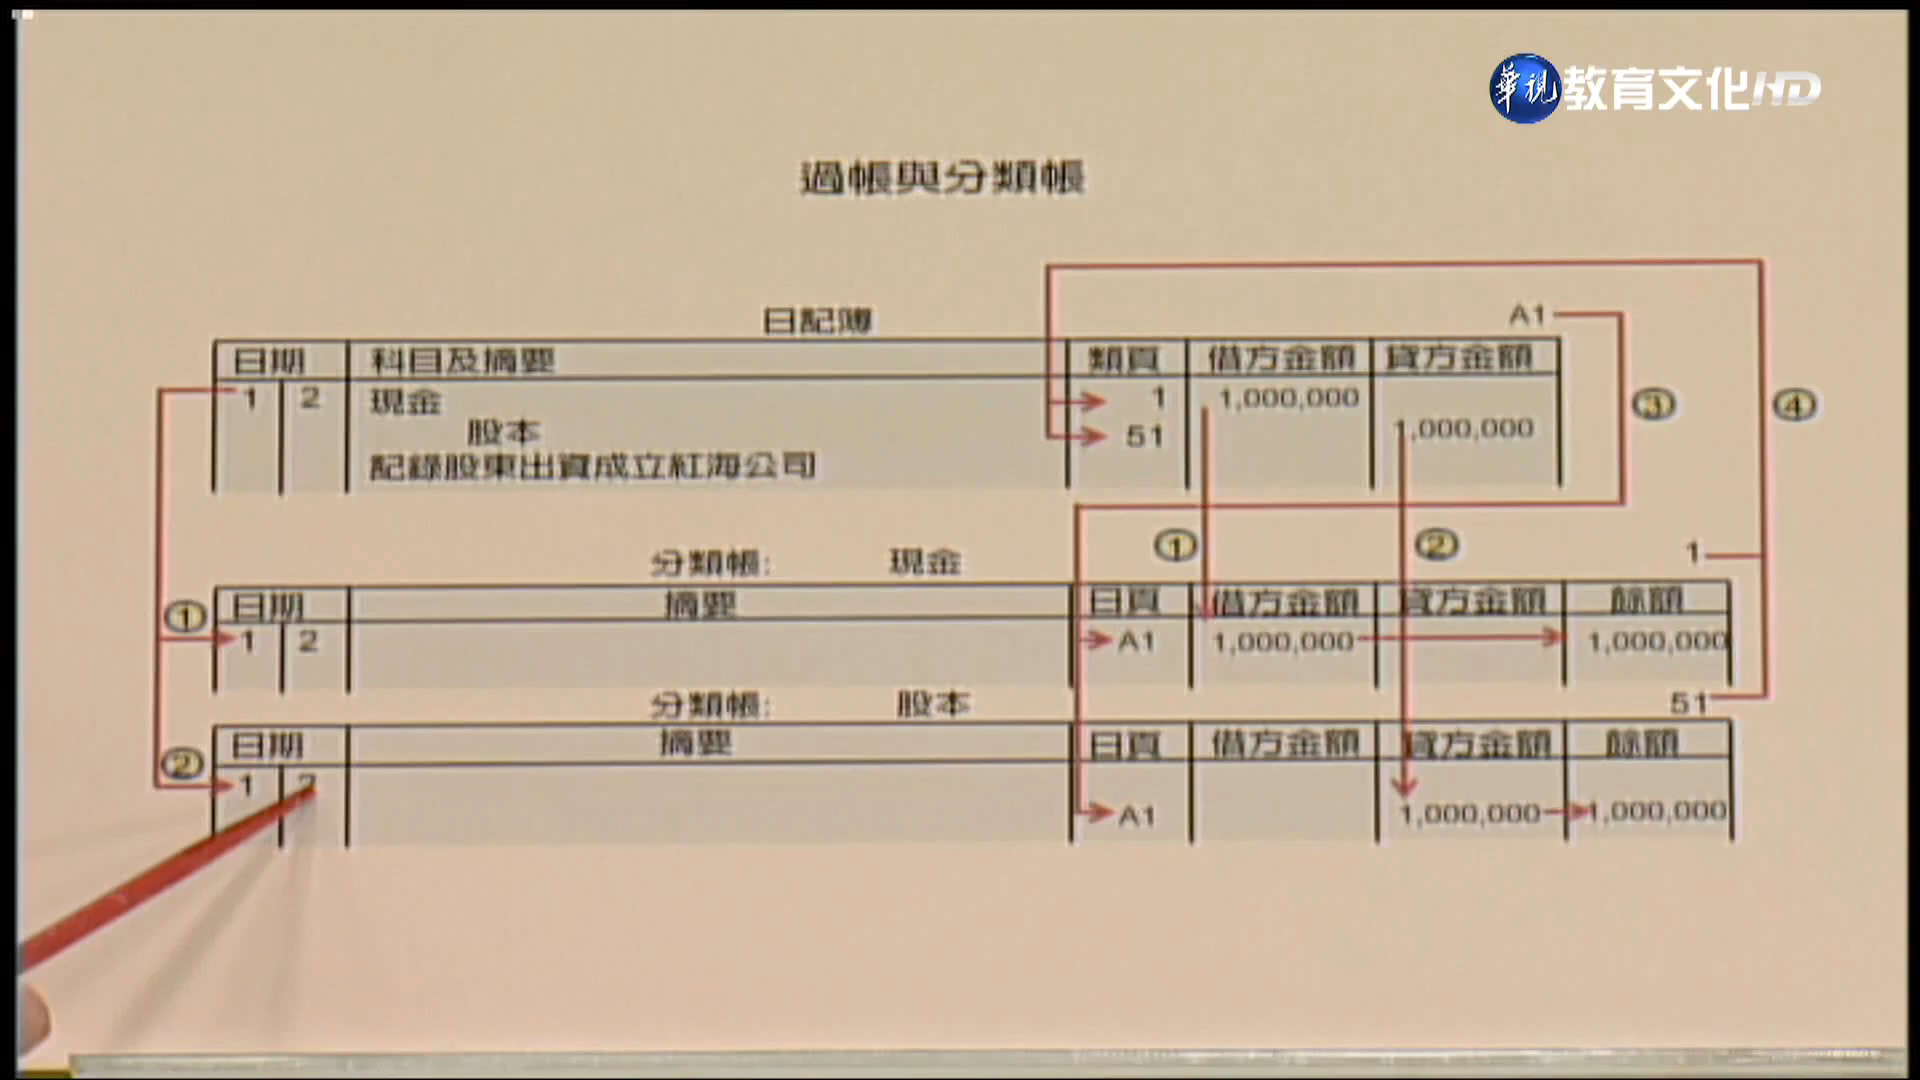 華視 教育文化HD
過帳與分類帳
日記簿 A1
日期 科目及摘要 類頁 借方金額 貸方金額
1 2 現金 1 1,000,000
股本 51 1,000,000
記錄股東出資成立紅海公司
③ ④
① ②
分類帳: 現金 1
日期 摘要 日頁 借方金額 貸方金額 餘額
① 1 2 A1 1,000,000 1,000,000
分類帳: 股本 51
日期 摘要 日頁 借方金額 貸方金額 餘額
② 1 2
A1 1,000,000 1,000,000